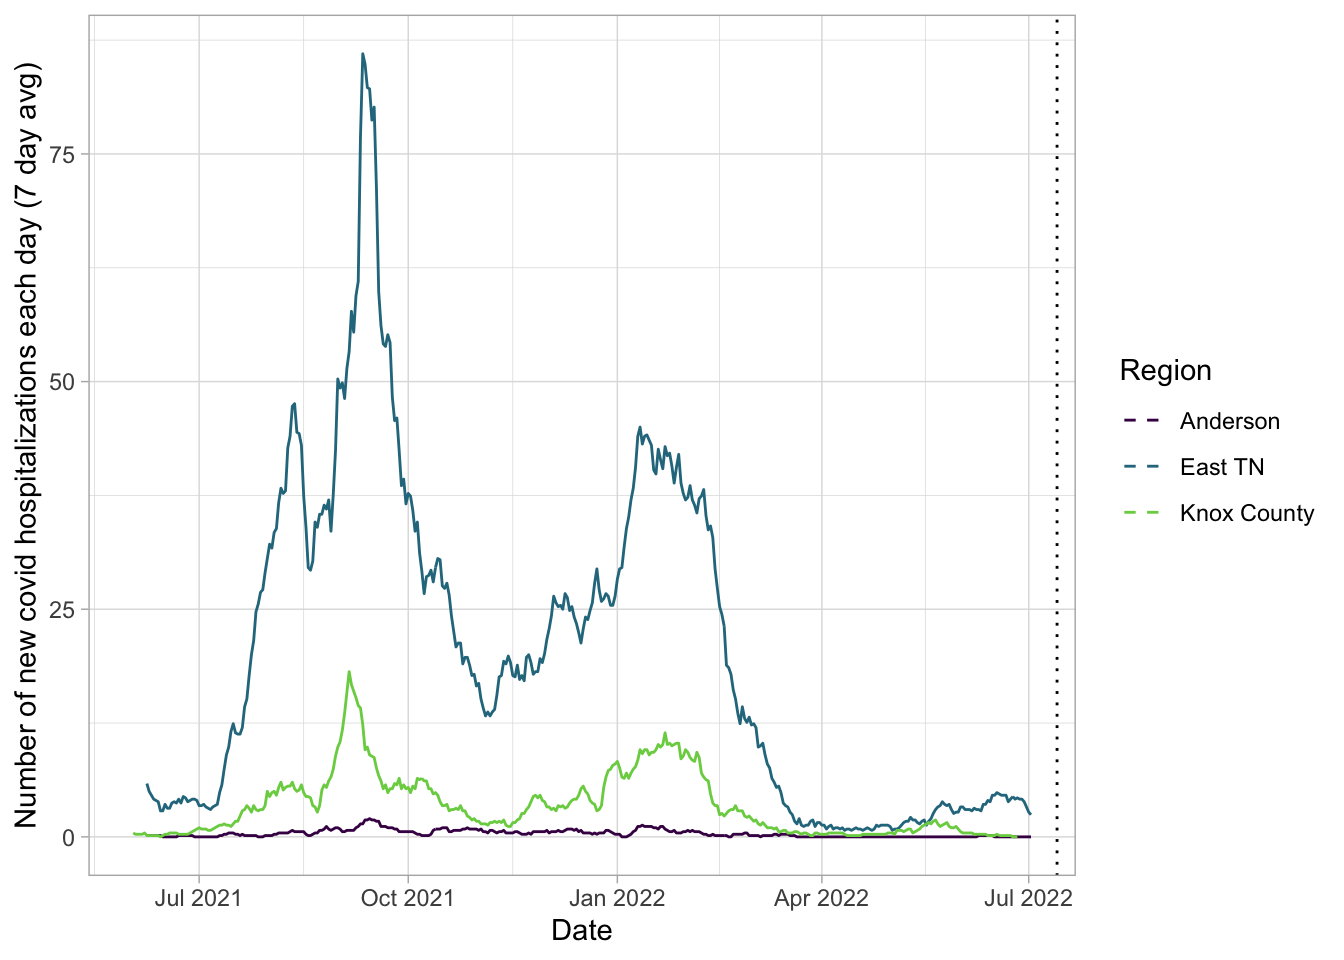 Number of new covid hospitalizations each day (7 day avg)
75
50
25
0
Jul 2021
Oct 2021
Jan 2022
Apr 2022
Jul 2022
Date
Region
Anderson
East TN
Knox County